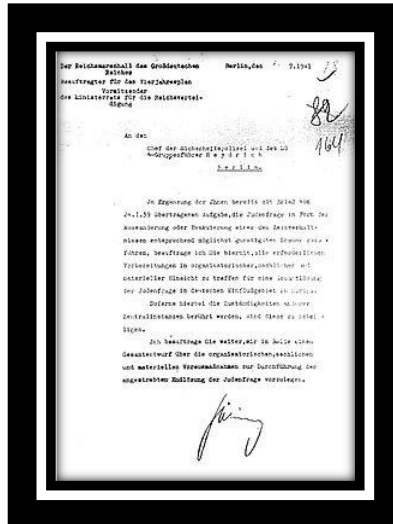 Der Reichsmarschall des Großdeutschen
Reiches
Beauftragter für den Vierjahresplan
Vorsitzender
des Ministerrats für die Reichsvertei-
digung
Berlin, den 7.1941
82
164
An den
Chef der Sicherheitspolizei und des SD
Gruppenführer H e y d r i c h
B e r l i n.
In Ergänzung der Ihnen bereits mit Erlaß vom
24.1.39 übertragenen Aufgabe, die Judenfrage in Form der
Auswanderung oder Evakuierung einer den Zeitverhält-
nissen entsprechend möglichst günstigsten Lösung
führen, beauftrage ich Sie hiermit, alle erforderlichen
Vorbereitungen in organisatorischer, sachlicher und
materieller Hinsicht zu treffen für eine Gesamtlösung
der Judenfrage im deutschen Einflußgebiet in Europa.
Soferne hierbei die Zuständigkeiten anderer
Zentralinstanzen berührt werden, sind diese zu betei-
ligen.
Ich beauftrage Sie weiter, mir in Bälde einen
Gesamtentwurf über die organisatorischen, sachlichen
und materiellen Vorausmaßnahmen zur Durchführung der
angestrebten Endlösung der Judenfrage vorzulegen.